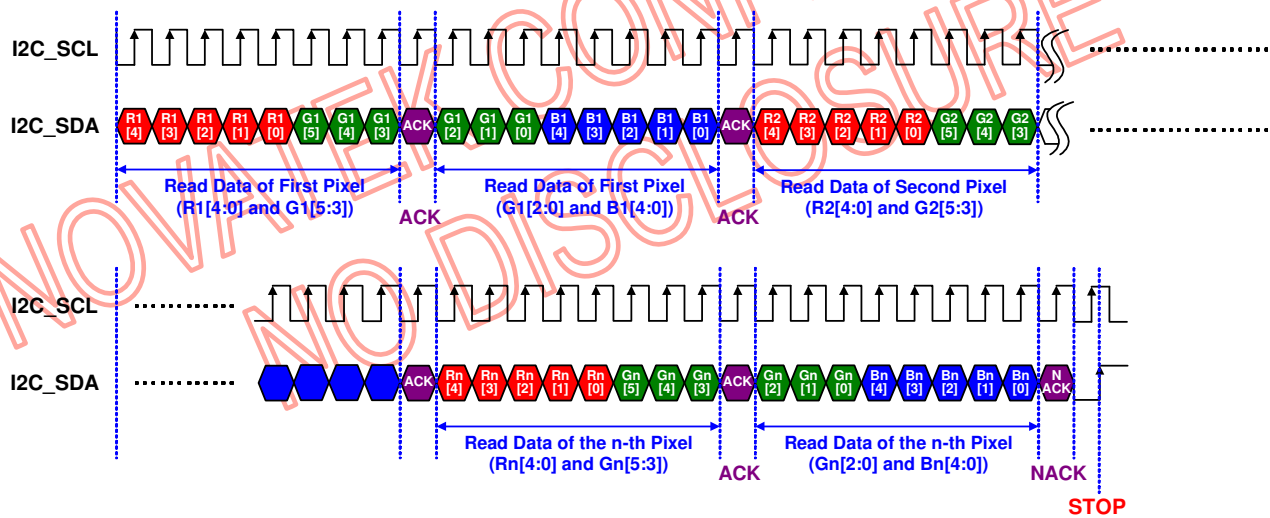 I2C_SCL
I2C_SDA
R1 [4] R1 [3] R1 [2] R1 [1] R1 [0] G1 [5] G1 [4] G1 [3] ACK G1 [2] G1 [1] G1 [0] B1 [4] B1 [3] B1 [2] B1 [1] B1 [0] ACK R2 [4] R2 [3] R2 [2] R2 [1] R2 [0] G2 [5] G2 [4] G2 [3]
Read Data of First Pixel
(R1[4:0] and G1[5:3])
ACK
Read Data of First Pixel
(G1[2:0] and B1[4:0])
ACK
Read Data of Second Pixel
(R2[4:0] and G2[5:3])
I2C_SCL
I2C_SDA
ACK Rn [4] Rn [3] Rn [2] Rn [1] Rn [0] Gn [5] Gn [4] Gn [3] ACK Gn [2] Gn [1] Gn [0] Bn [4] Bn [3] Bn [2] Bn [1] Bn [0] N ACK
Read Data of the n-th Pixel
(Rn[4:0] and Gn[5:3])
ACK
Read Data of the n-th Pixel
(Gn[2:0] and Bn[4:0])
NACK
STOP
NOVATEK
NO DISCLOSURE